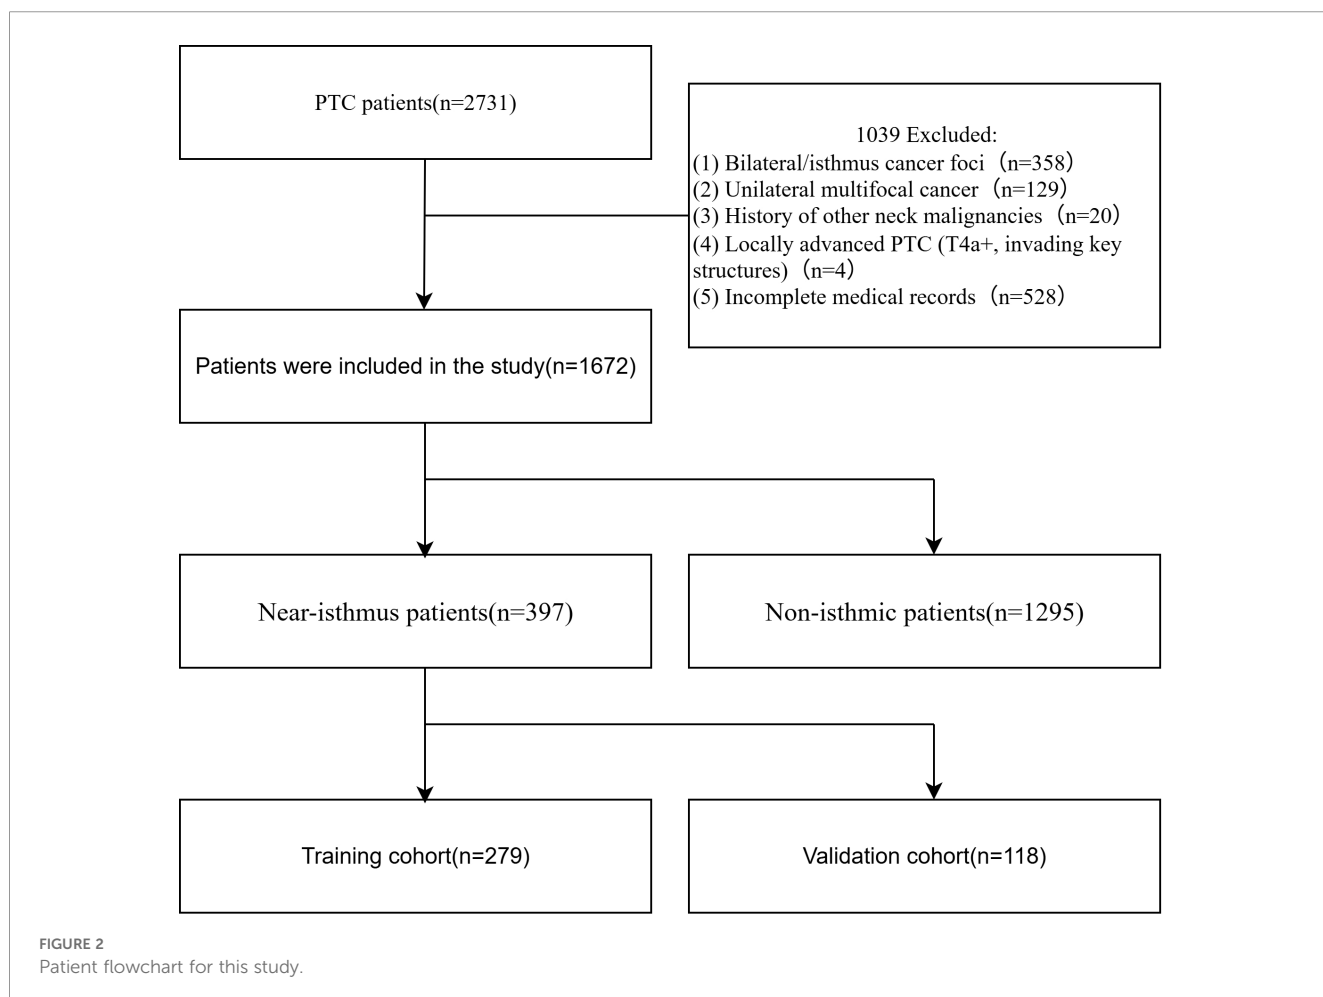 PTC patients(n=2731)
1039 Excluded:
(1) Bilateral/isthmus cancer foci（n=358）
(2) Unilateral multifocal cancer（n=129）
(3) History of other neck malignancies（n=20）
(4) Locally advanced PTC (T4a+, invading key
structures)（n=4）
(5) Incomplete medical records（n=528）
Patients were included in the study(n=1672)
Near-isthmus patients(n=397)
Non-isthmic patients(n=1295)
Training cohort(n=279)
Validation cohort(n=118)
FIGURE 2
Patient flowchart for this study.